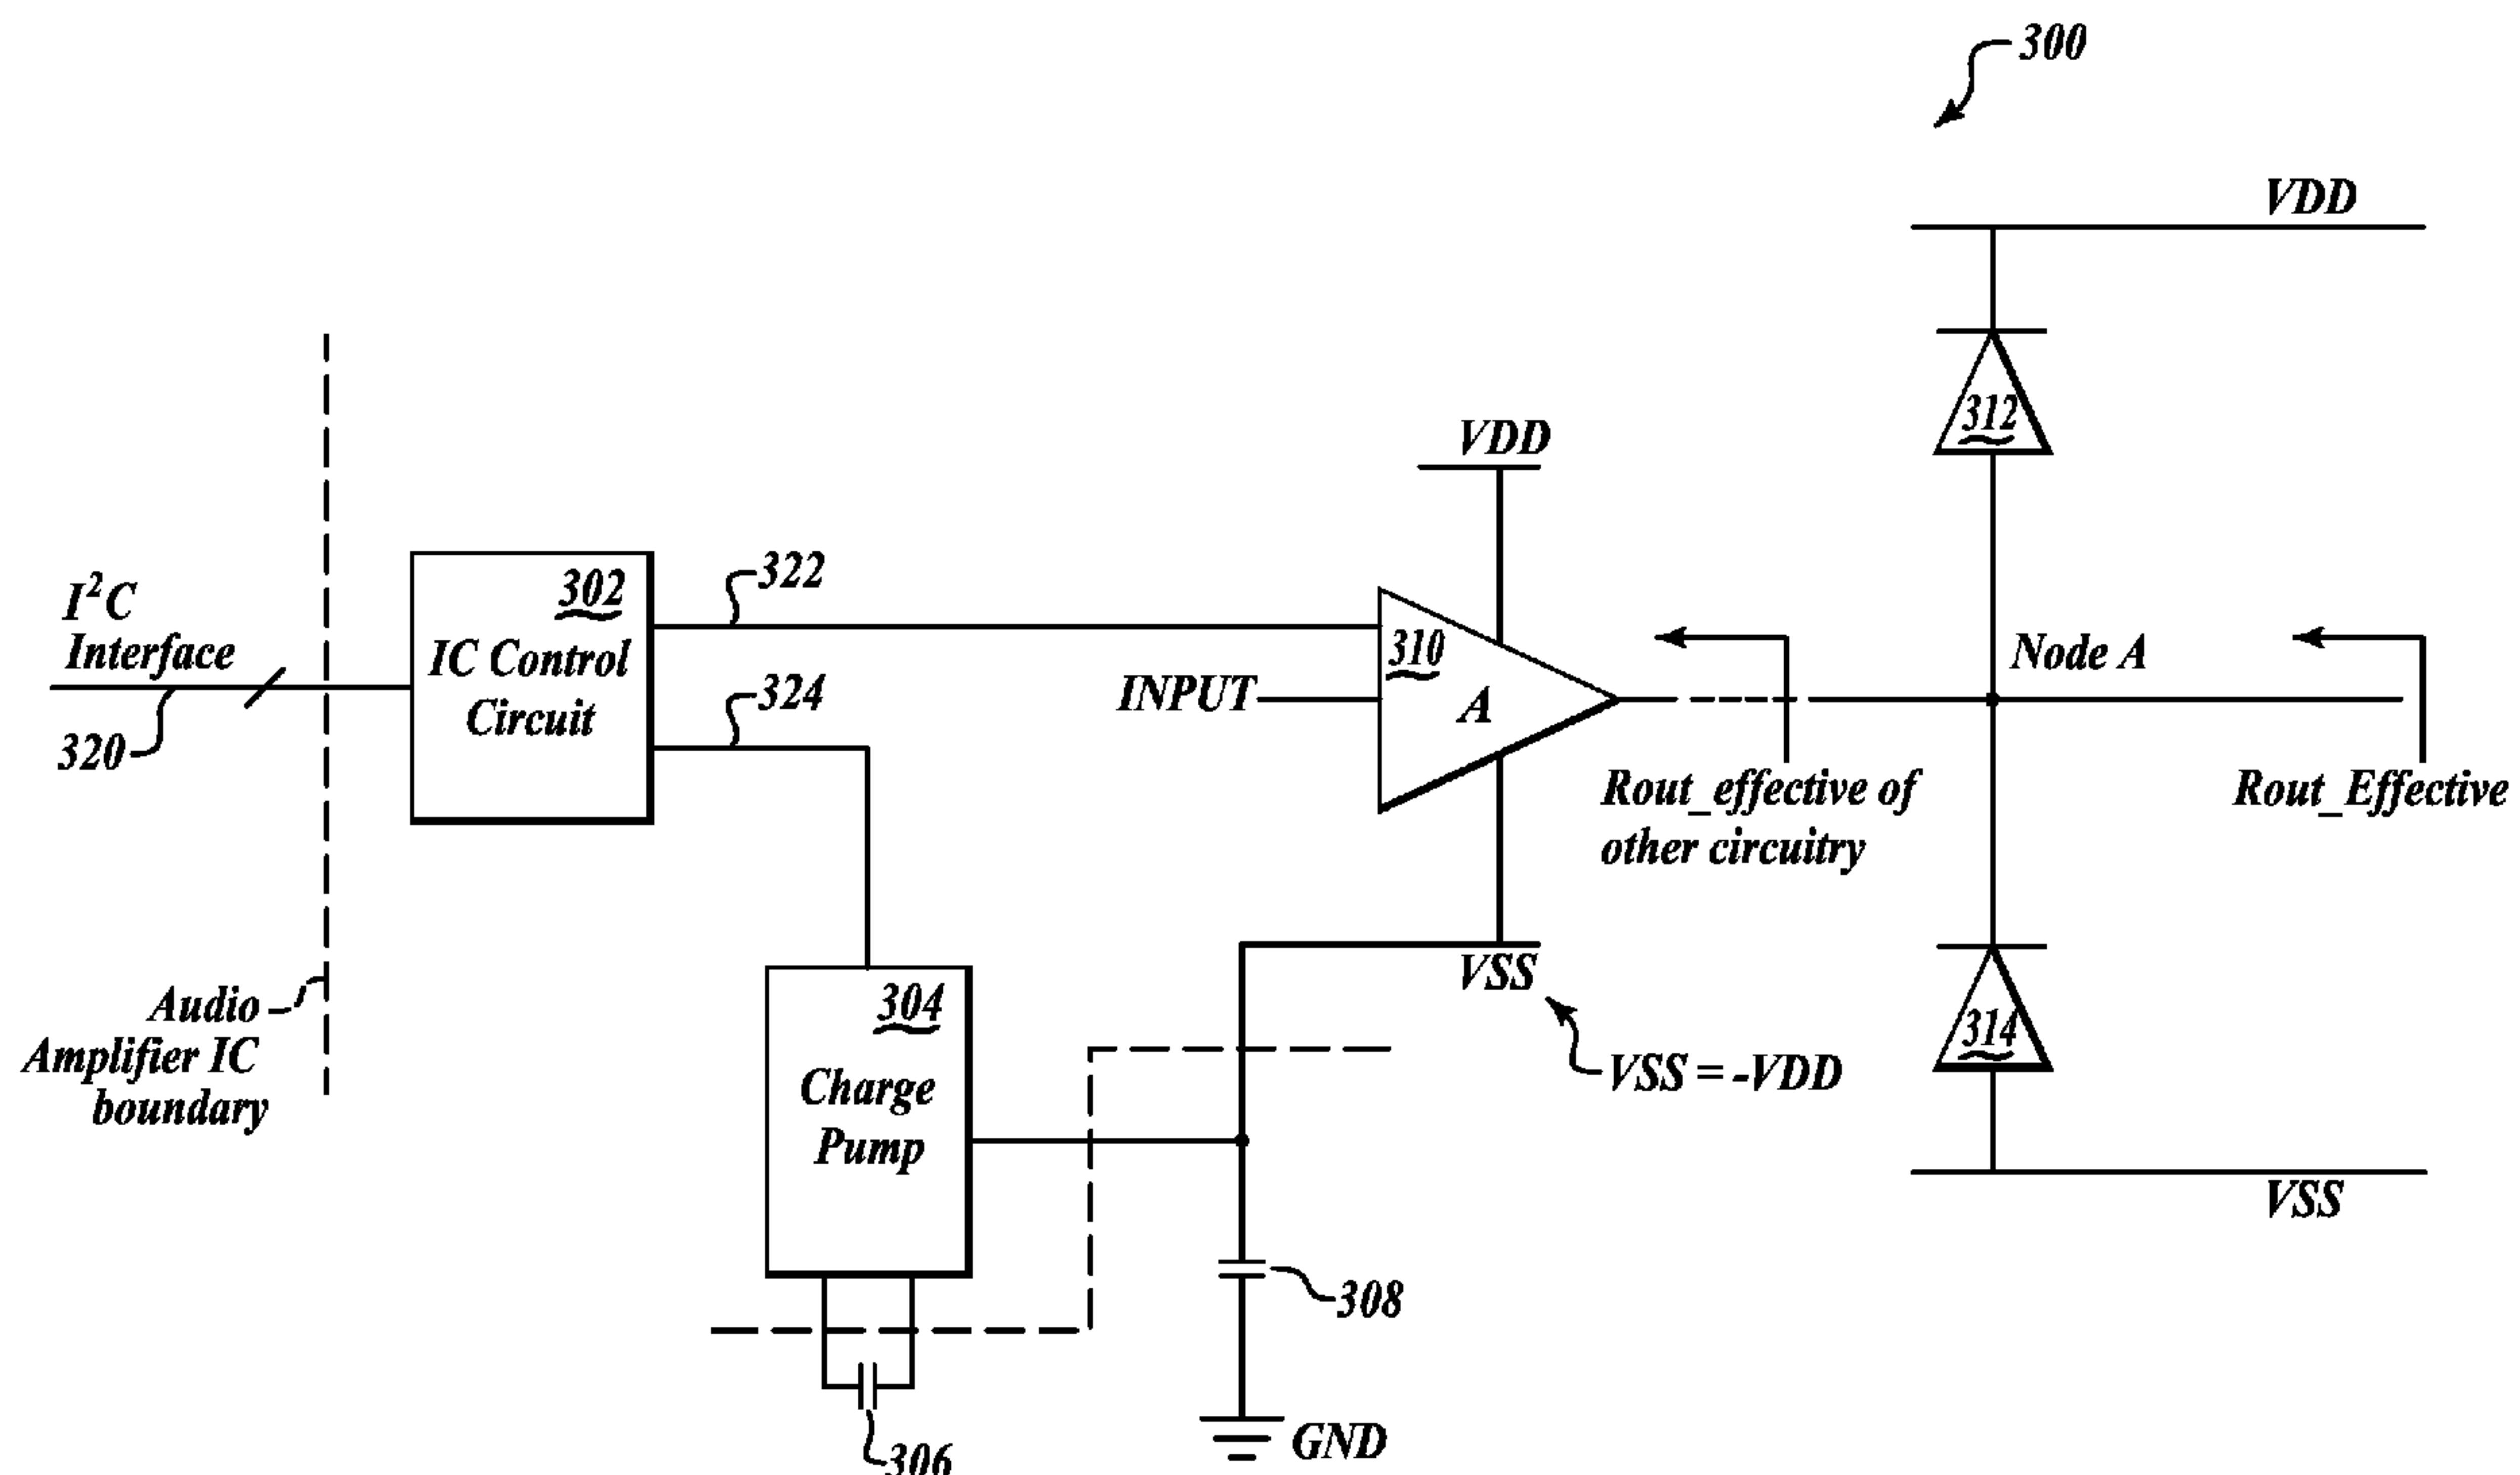 300
VDD
VDD
312
I²C
Interface
320
302
IC Control
Circuit
322
324
INPUT
310
A
Node A
Rout_effective of
other circuitry
Rout_Effective
Audio
Amplifier IC
boundary
304
Charge
Pump
VSS
VSS = -VDD
314
VSS
308
306
GND